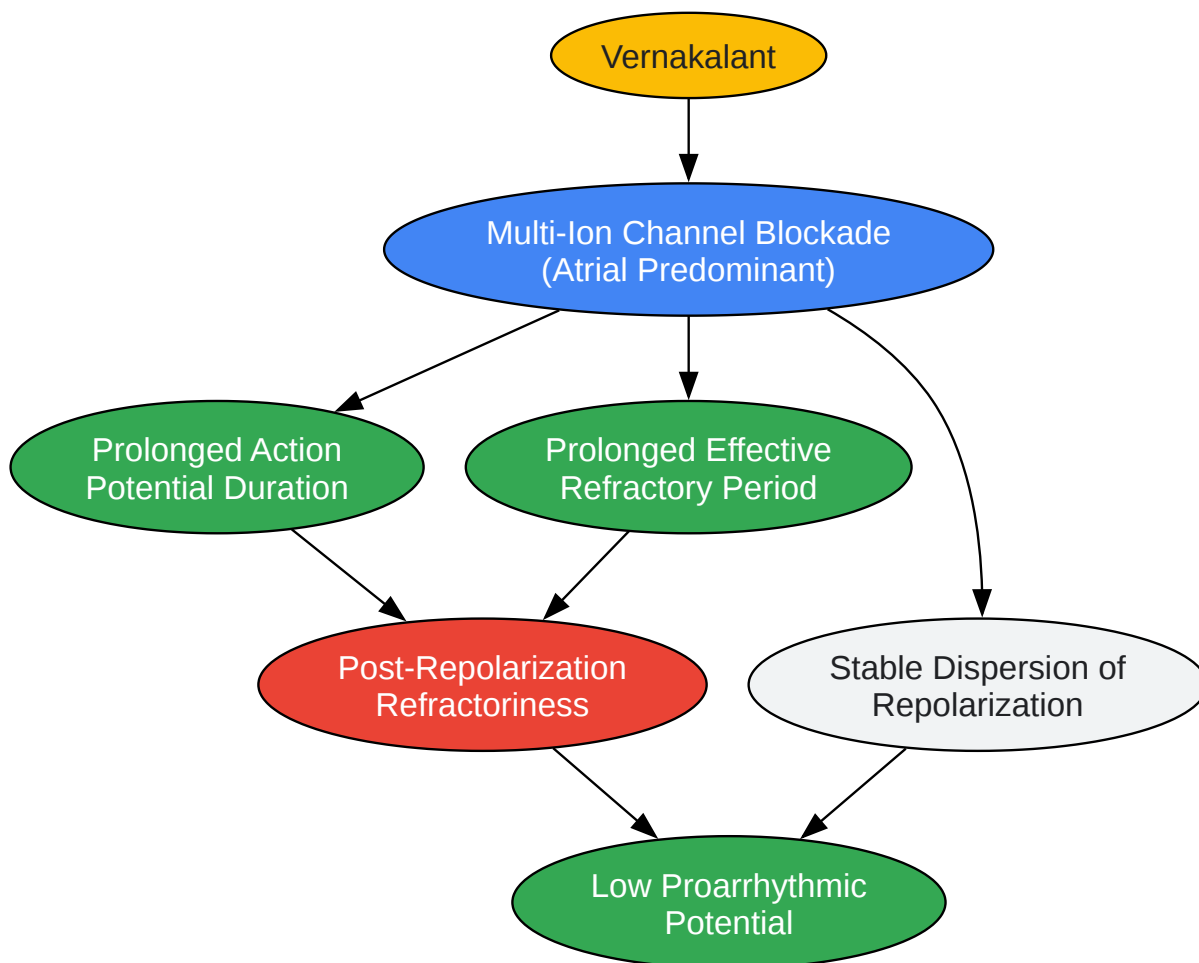 Vernakalant
Multi-Ion Channel Blockade
(Atrial Predominant)
Prolonged Action
Potential Duration
Prolonged Effective
Refractory Period
Post-Repolarization
Refractoriness
Stable Dispersion of
Repolarization
Low Proarrhythmic
Potential